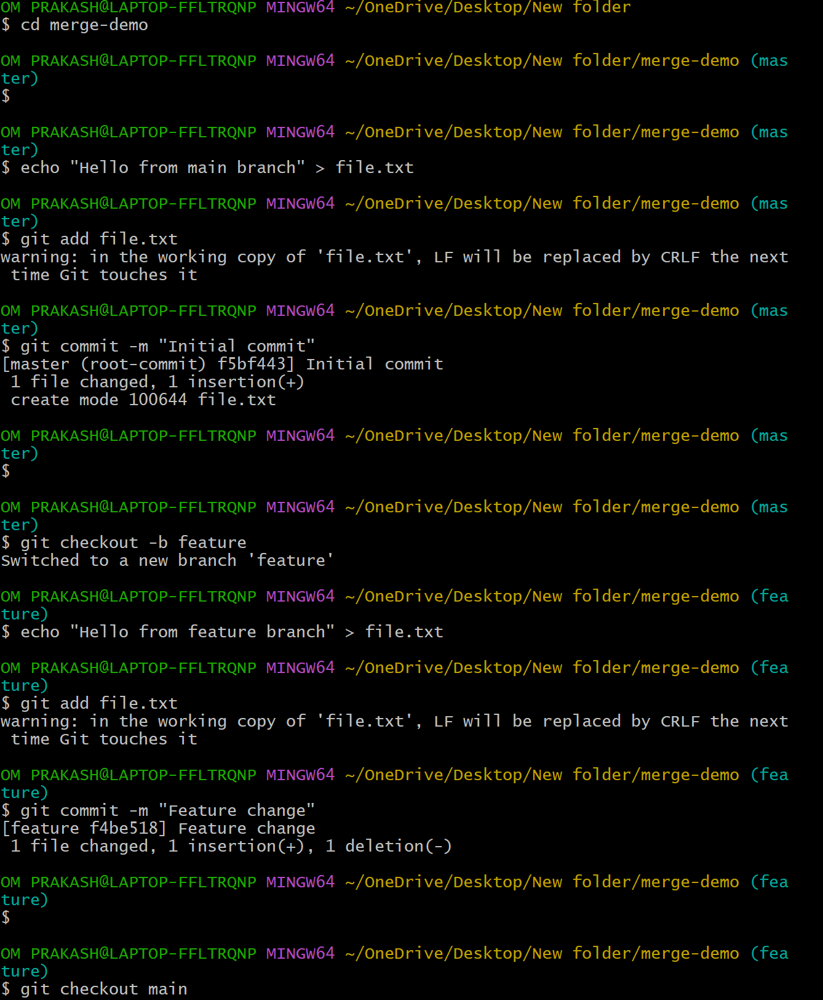 OM PRAKASH@LAPTOP-FFLTRQNP MINGW64 ~/OneDrive/Desktop/New folder
$ cd merge-demo
OM PRAKASH@LAPTOP-FFLTRQNP MINGW64 ~/OneDrive/Desktop/New folder/merge-demo (mas
ter)
$
OM PRAKASH@LAPTOP-FFLTRQNP MINGW64 ~/OneDrive/Desktop/New folder/merge-demo (mas
ter)
$ echo "Hello from main branch" > file.txt
OM PRAKASH@LAPTOP-FFLTRQNP MINGW64 ~/OneDrive/Desktop/New folder/merge-demo (mas
ter)
$ git add file.txt
warning: in the working copy of 'file.txt', LF will be replaced by CRLF the next
 time Git touches it
OM PRAKASH@LAPTOP-FFLTRQNP MINGW64 ~/OneDrive/Desktop/New folder/merge-demo (mas
ter)
$ git commit -m "Initial commit"
[master (root-commit) f5bf443] Initial commit
 1 file changed, 1 insertion(+)
 create mode 100644 file.txt
OM PRAKASH@LAPTOP-FFLTRQNP MINGW64 ~/OneDrive/Desktop/New folder/merge-demo (mas
ter)
$
OM PRAKASH@LAPTOP-FFLTRQNP MINGW64 ~/OneDrive/Desktop/New folder/merge-demo (mas
ter)
$ git checkout -b feature
Switched to a new branch 'feature'
OM PRAKASH@LAPTOP-FFLTRQNP MINGW64 ~/OneDrive/Desktop/New folder/merge-demo (fea
ture)
$ echo "Hello from feature branch" > file.txt
OM PRAKASH@LAPTOP-FFLTRQNP MINGW64 ~/OneDrive/Desktop/New folder/merge-demo (fea
ture)
$ git add file.txt
warning: in the working copy of 'file.txt', LF will be replaced by CRLF the next
 time Git touches it
OM PRAKASH@LAPTOP-FFLTRQNP MINGW64 ~/OneDrive/Desktop/New folder/merge-demo (fea
ture)
$ git commit -m "Feature change"
[feature f4be518] Feature change
 1 file changed, 1 insertion(+), 1 deletion(-)
OM PRAKASH@LAPTOP-FFLTRQNP MINGW64 ~/OneDrive/Desktop/New folder/merge-demo (fea
ture)
$
OM PRAKASH@LAPTOP-FFLTRQNP MINGW64 ~/OneDrive/Desktop/New folder/merge-demo (fea
ture)
$ git checkout main